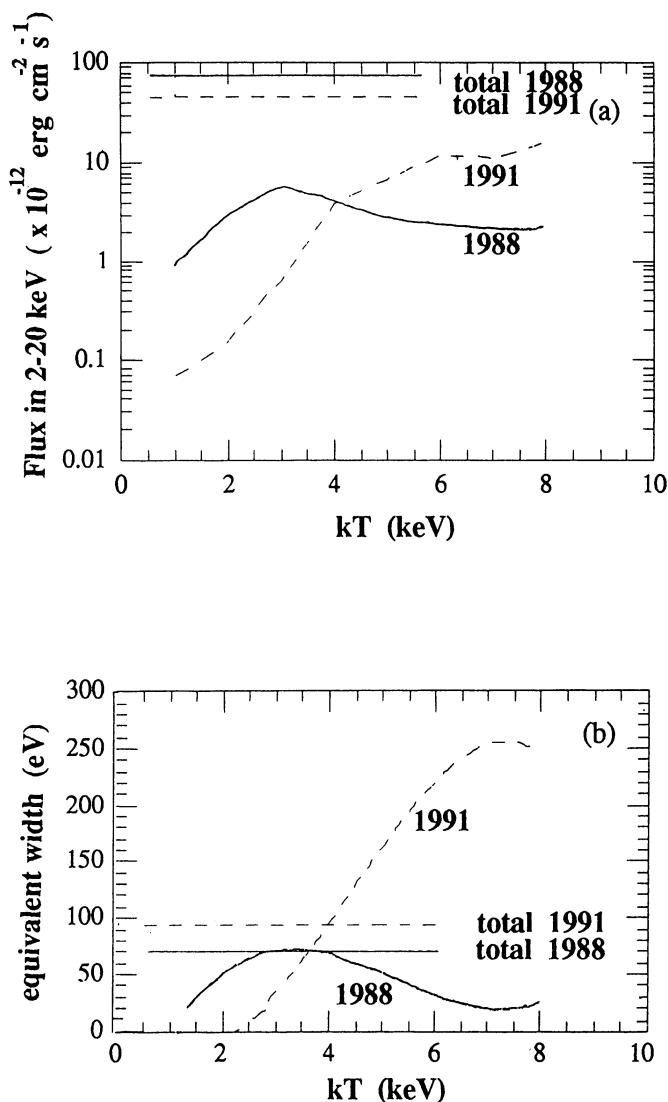 Flux in 2-20 keV ( x 10⁻¹² erg cm⁻² s⁻¹)
100
10
1
0.1
0.01
total 1988
total 1991
(a)
1991
1988
0 2 4 6 8 10
kT (keV)
equivalent width (eV)
300
250
200
150
100
50
0
(b)
1991
total 1991
total 1988
1988
0 2 4 6 8 10
kT (keV)